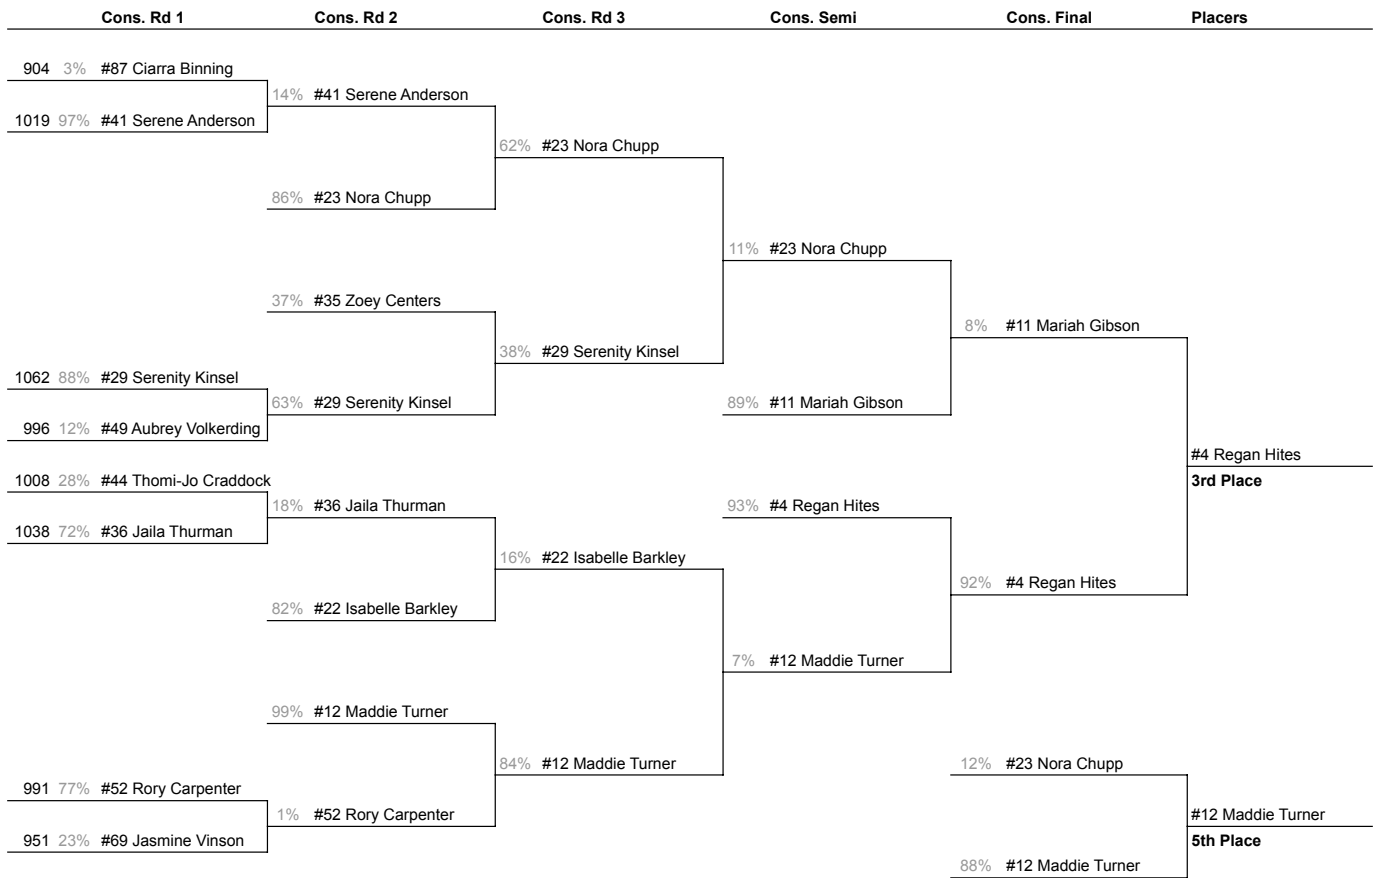 Cons. Rd 1 Cons. Rd 2 Cons. Rd 3 Cons. Semi Cons. Final Placers
904 3% #87 Ciarra Binning
14% #41 Serene Anderson
1019 97% #41 Serene Anderson
62% #23 Nora Chupp
86% #23 Nora Chupp
11% #23 Nora Chupp
37% #35 Zoey Centers
8% #11 Mariah Gibson
38% #29 Serenity Kinsel
1062 88% #29 Serenity Kinsel
63% #29 Serenity Kinsel
89% #11 Mariah Gibson
996 12% #49 Aubrey Volkerding
#4 Regan Hites
1008 28% #44 Thomi-Jo Craddock
3rd Place
18% #36 Jaila Thurman
93% #4 Regan Hites
1038 72% #36 Jaila Thurman
16% #22 Isabelle Barkley
92% #4 Regan Hites
82% #22 Isabelle Barkley
7% #12 Maddie Turner
99% #12 Maddie Turner
84% #12 Maddie Turner
12% #23 Nora Chupp
991 77% #52 Rory Carpenter
1% #52 Rory Carpenter
#12 Maddie Turner
951 23% #69 Jasmine Vinson
5th Place
88% #12 Maddie Turner